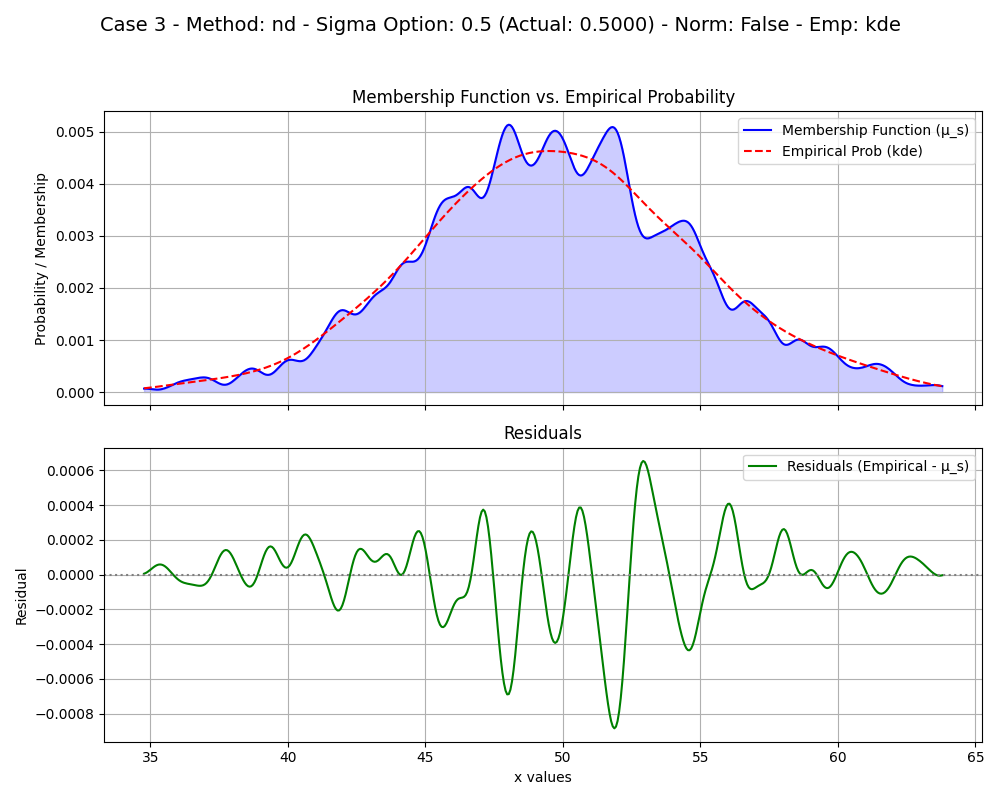 Case 3 - Method: nd - Sigma Option: 0.5 (Actual: 0.5000) - Norm: False - Emp: kde
Membership Function vs. Empirical Probability
Membership Function (μ_s)
Empirical Prob (kde)
Probability / Membership
0.005
0.004
0.003
0.002
0.001
0.000
Residuals
Residuals (Empirical - μ_s)
Residual
0.0006
0.0004
0.0002
0.0000
−0.0002
−0.0004
−0.0006
−0.0008
35 40 45 50 55 60 65
x values